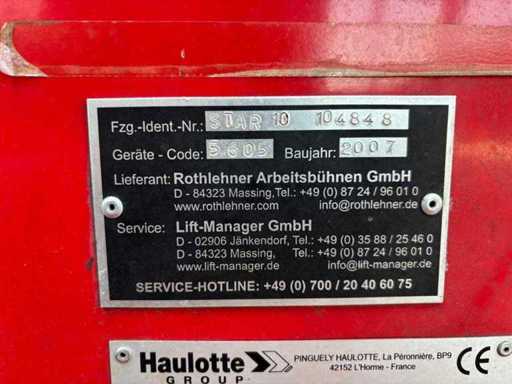 Fzg.-Ident.-Nr.: STAR 10 104848
Geräte - Code: 5605 Baujahr: 2007
Lieferant: Rothlehner Arbeitsbühnen GmbH
D - 84323 Massing,Tel.: +49 (0) 87 24 / 96 01 0
www.rothlehner.com info@rothlehner.de
Service: Lift-Manager GmbH
D - 02906 Jänkendorf, Tel.: +49 (0) 35 88 / 25 46 0
D - 84323 Massing, Tel.: +49 (0) 87 24 / 96 01 0
www.lift-manager.de info@lift-manager.de
SERVICE-HOTLINE: +49 (0) 700 / 20 40 60 75
Haulotte
GROUP
PINGUELY HAULOTTE, La Péronnière, BP9
42152 L'Horme - France
CE